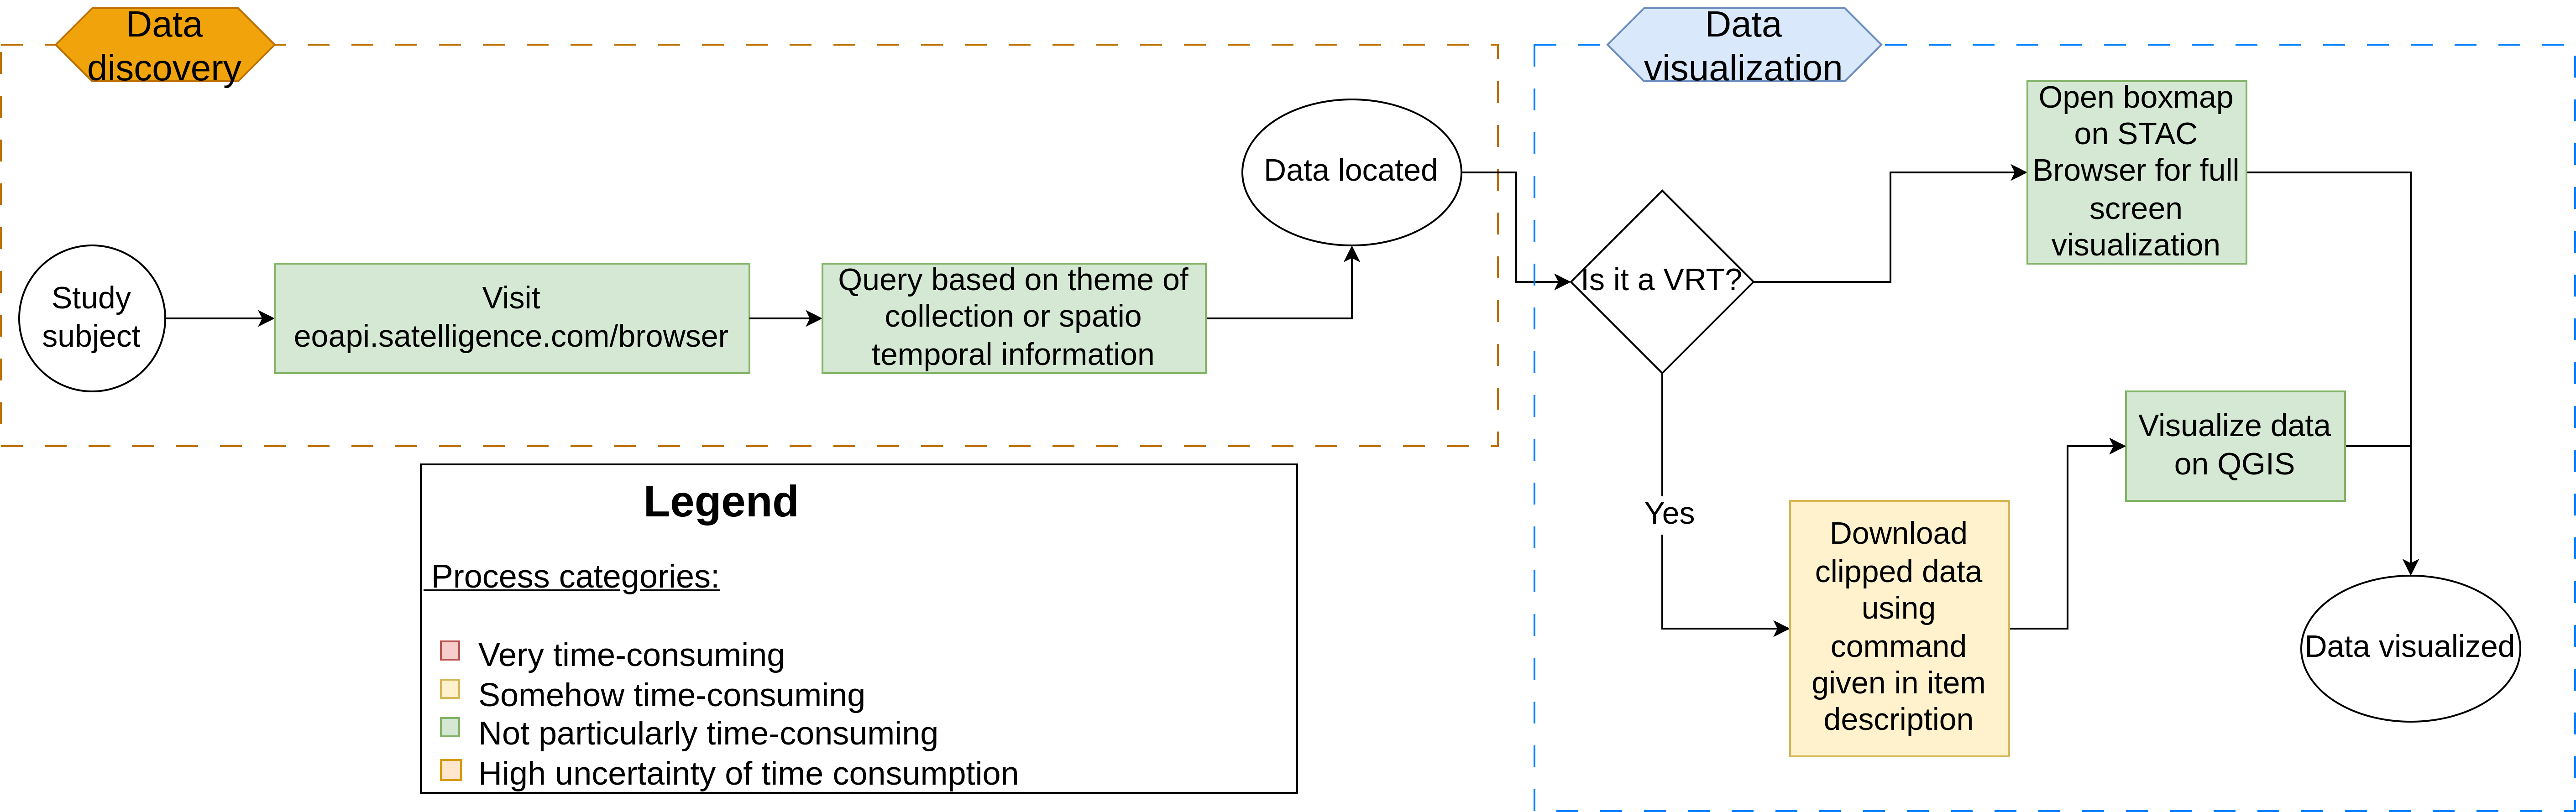 Data
discovery
Study
subject
Visit
eoapi.satelligence.com/browser
Query based on theme of
collection or spatio
temporal information
Data located
Data
visualization
Is it a VRT?
Open boxmap
on STAC
Browser for full
screen
visualization
Yes
Download
clipped data
using
command
given in item
description
Visualize data
on QGIS
Data visualized
Legend
Process categories:
Very time-consuming
Somehow time-consuming
Not particularly time-consuming
High uncertainty of time consumption